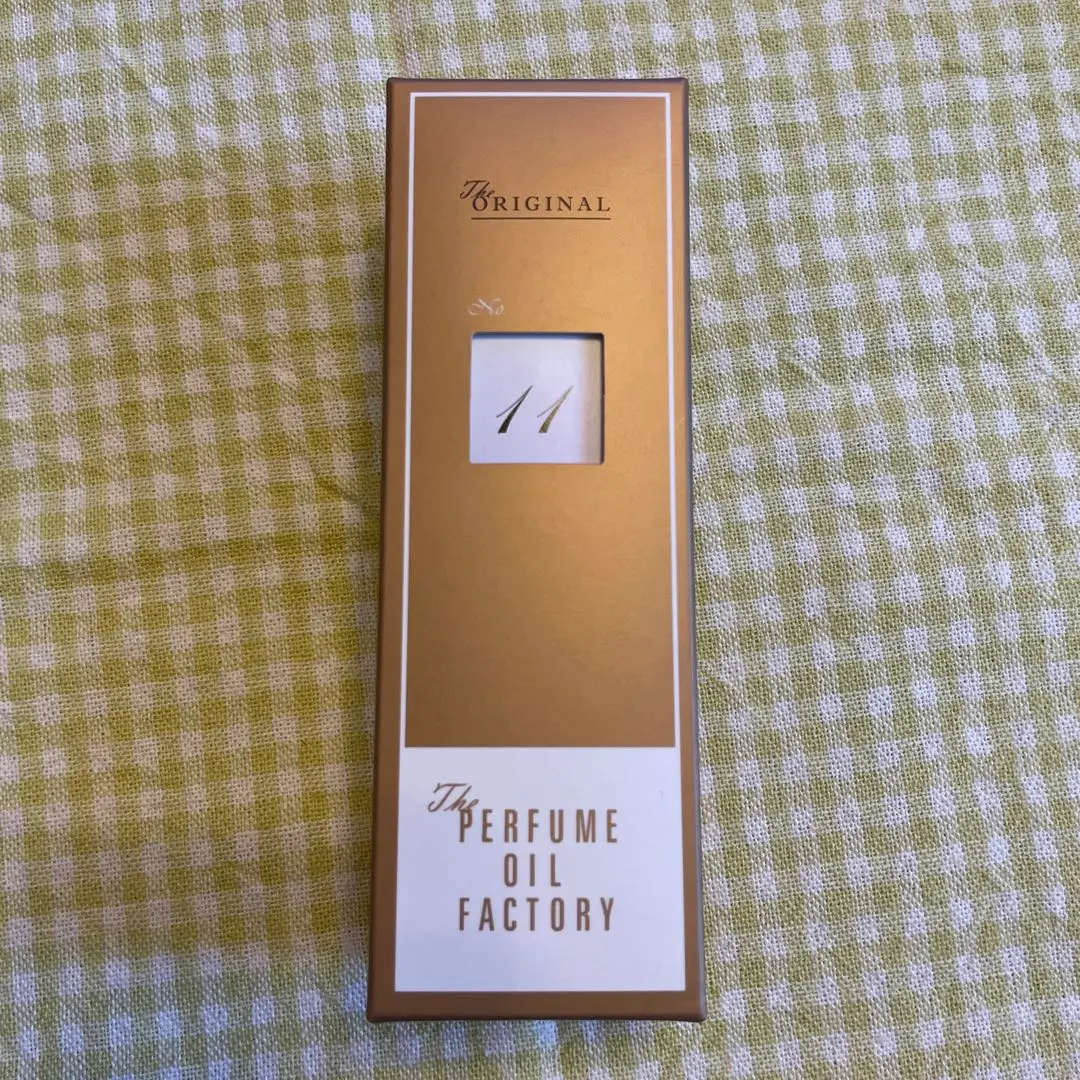 The
ORIGINAL
No.
11
The
PERFUME
OIL
FACTORY